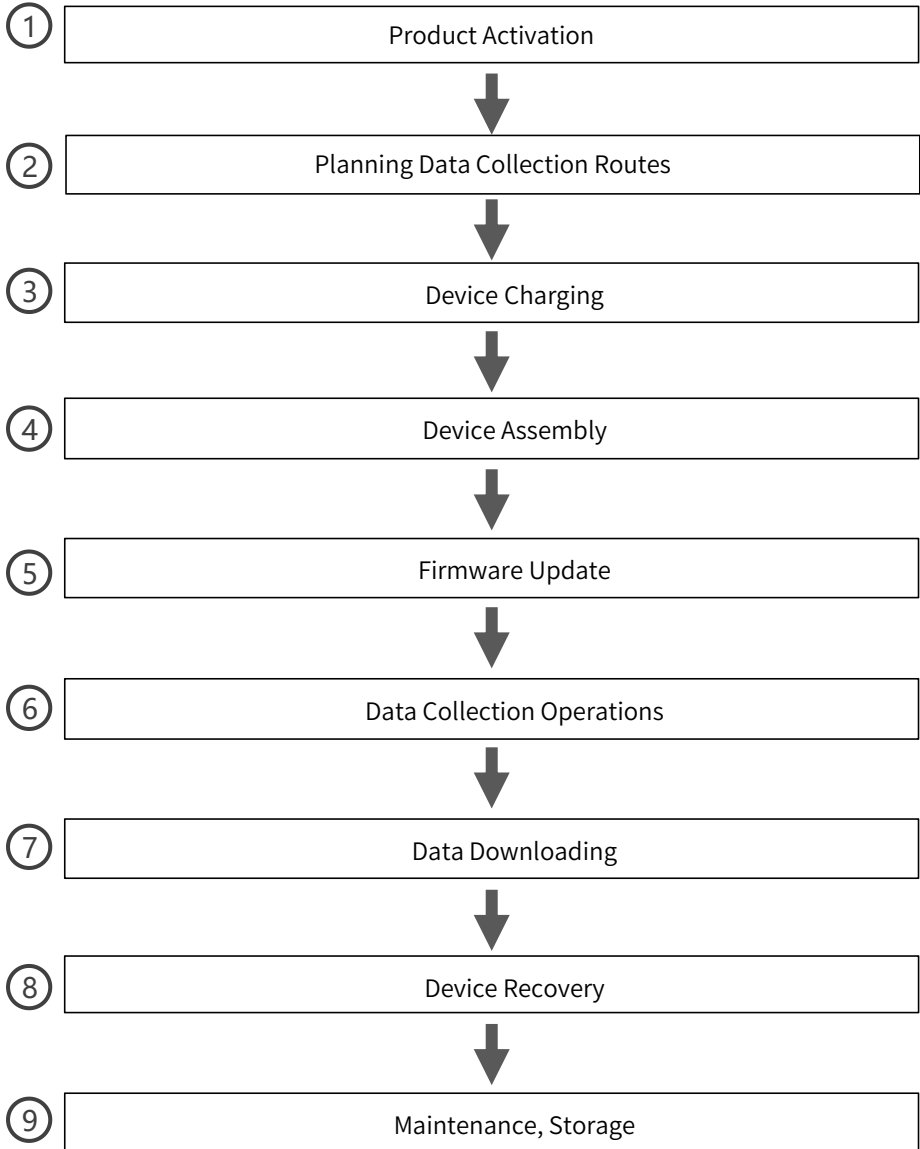 ① Product Activation
② Planning Data Collection Routes
③ Device Charging
④ Device Assembly
⑤ Firmware Update
⑥ Data Collection Operations
⑦ Data Downloading
⑧ Device Recovery
⑨ Maintenance, Storage